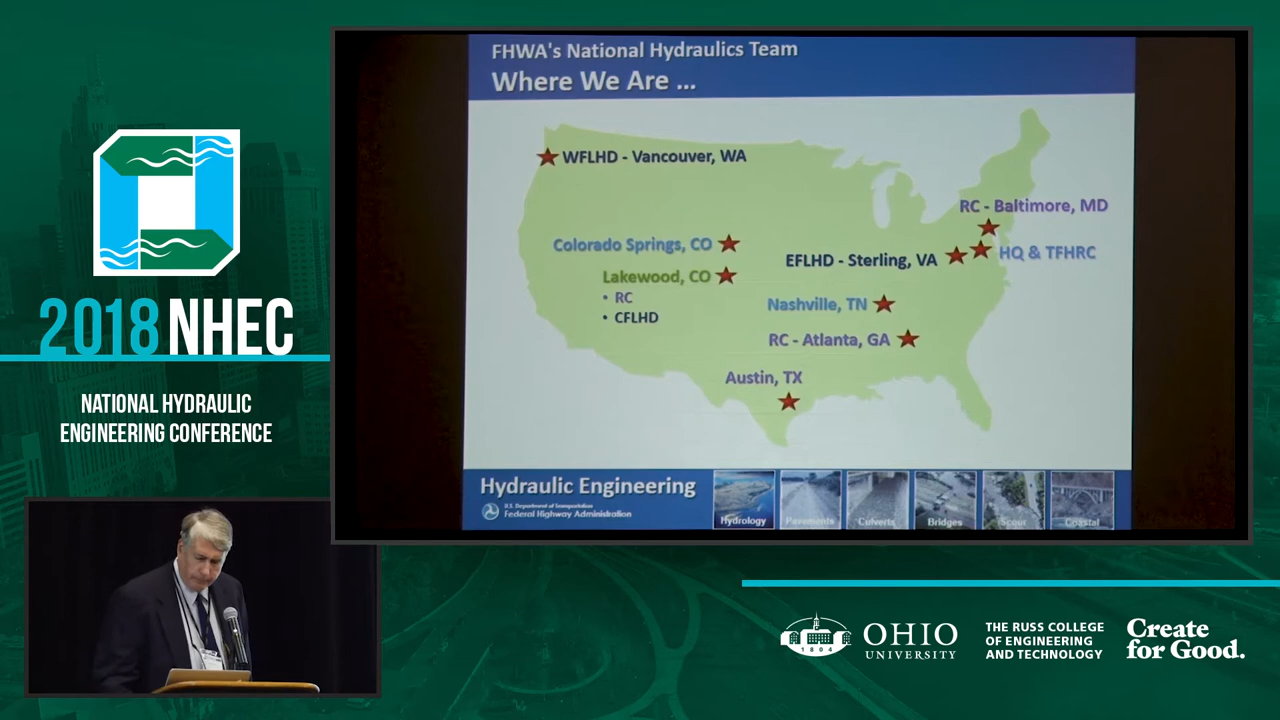 FHWA's National Hydraulics Team
Where We Are ...
WFLHD - Vancouver, WA
RC - Baltimore, MD
Colorado Springs, CO
EFLHD - Sterling, VA
HQ & TFHRC
Lakewood, CO
• RC
• CFLHD
Nashville, TN
RC - Atlanta, GA
Austin, TX
Hydraulic Engineering
U.S. Department of Transportation
Federal Highway Administration
Hydrology
Pavements
Culverts
Bridges
Scour
Coastal
2018 NHEC
NATIONAL HYDRAULIC
ENGINEERING CONFERENCE
1804
OHIO
UNIVERSITY
THE RUSS COLLEGE
OF ENGINEERING
AND TECHNOLOGY
Create
for Good.